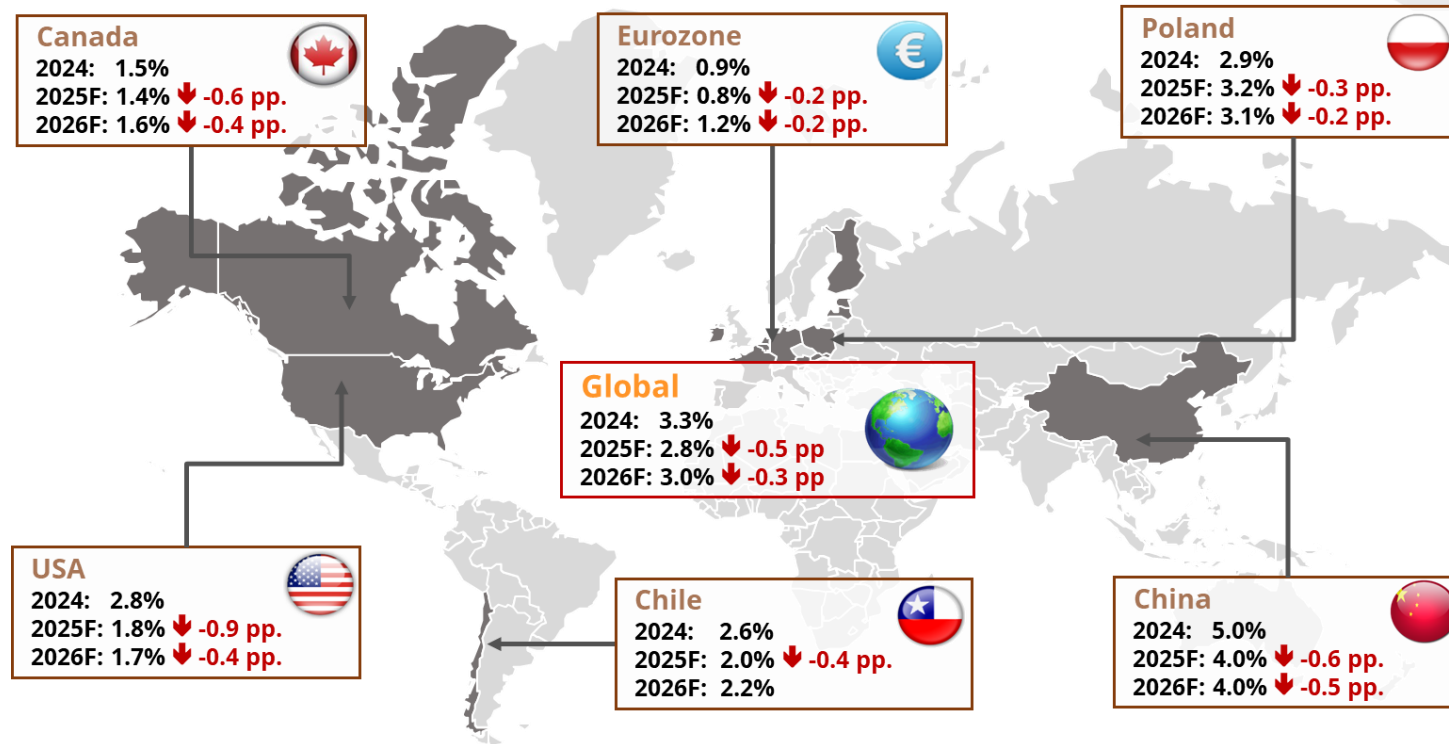 Canada
2024: 1.5%
2025F: 1.4% -0.6 pp.
2026F: 1.6% -0.4 pp.
Eurozone
€
2024: 0.9%
2025F: 0.8% -0.2 pp.
2026F: 1.2% -0.2 pp.
Poland
2024: 2.9%
2025F: 3.2% -0.3 pp.
2026F: 3.1% -0.2 pp.
Global
2024: 3.3%
2025F: 2.8% -0.5 pp
2026F: 3.0% -0.3 pp
USA
2024: 2.8%
2025F: 1.8% -0.9 pp.
2026F: 1.7% -0.4 pp.
Chile
2024: 2.6%
2025F: 2.0% -0.4 pp.
2026F: 2.2%
China
2024: 5.0%
2025F: 4.0% -0.6 pp.
2026F: 4.0% -0.5 pp.